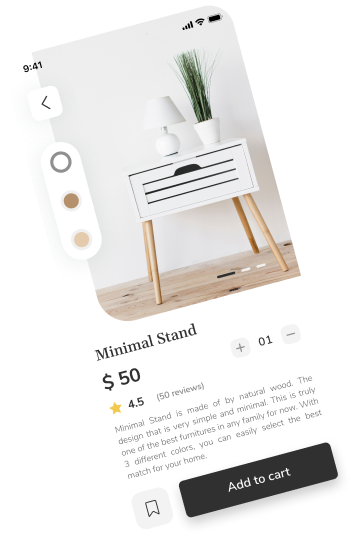 9:41
Minimal Stand
$ 50
01
4.5 (50 reviews)
Minimal Stand is made of by natural wood. The
design that is very simple and minimal. This is truly
one of the best furnitures in any family for now. With
3 different colors, you can easily select the best
match for your home.
Add to cart